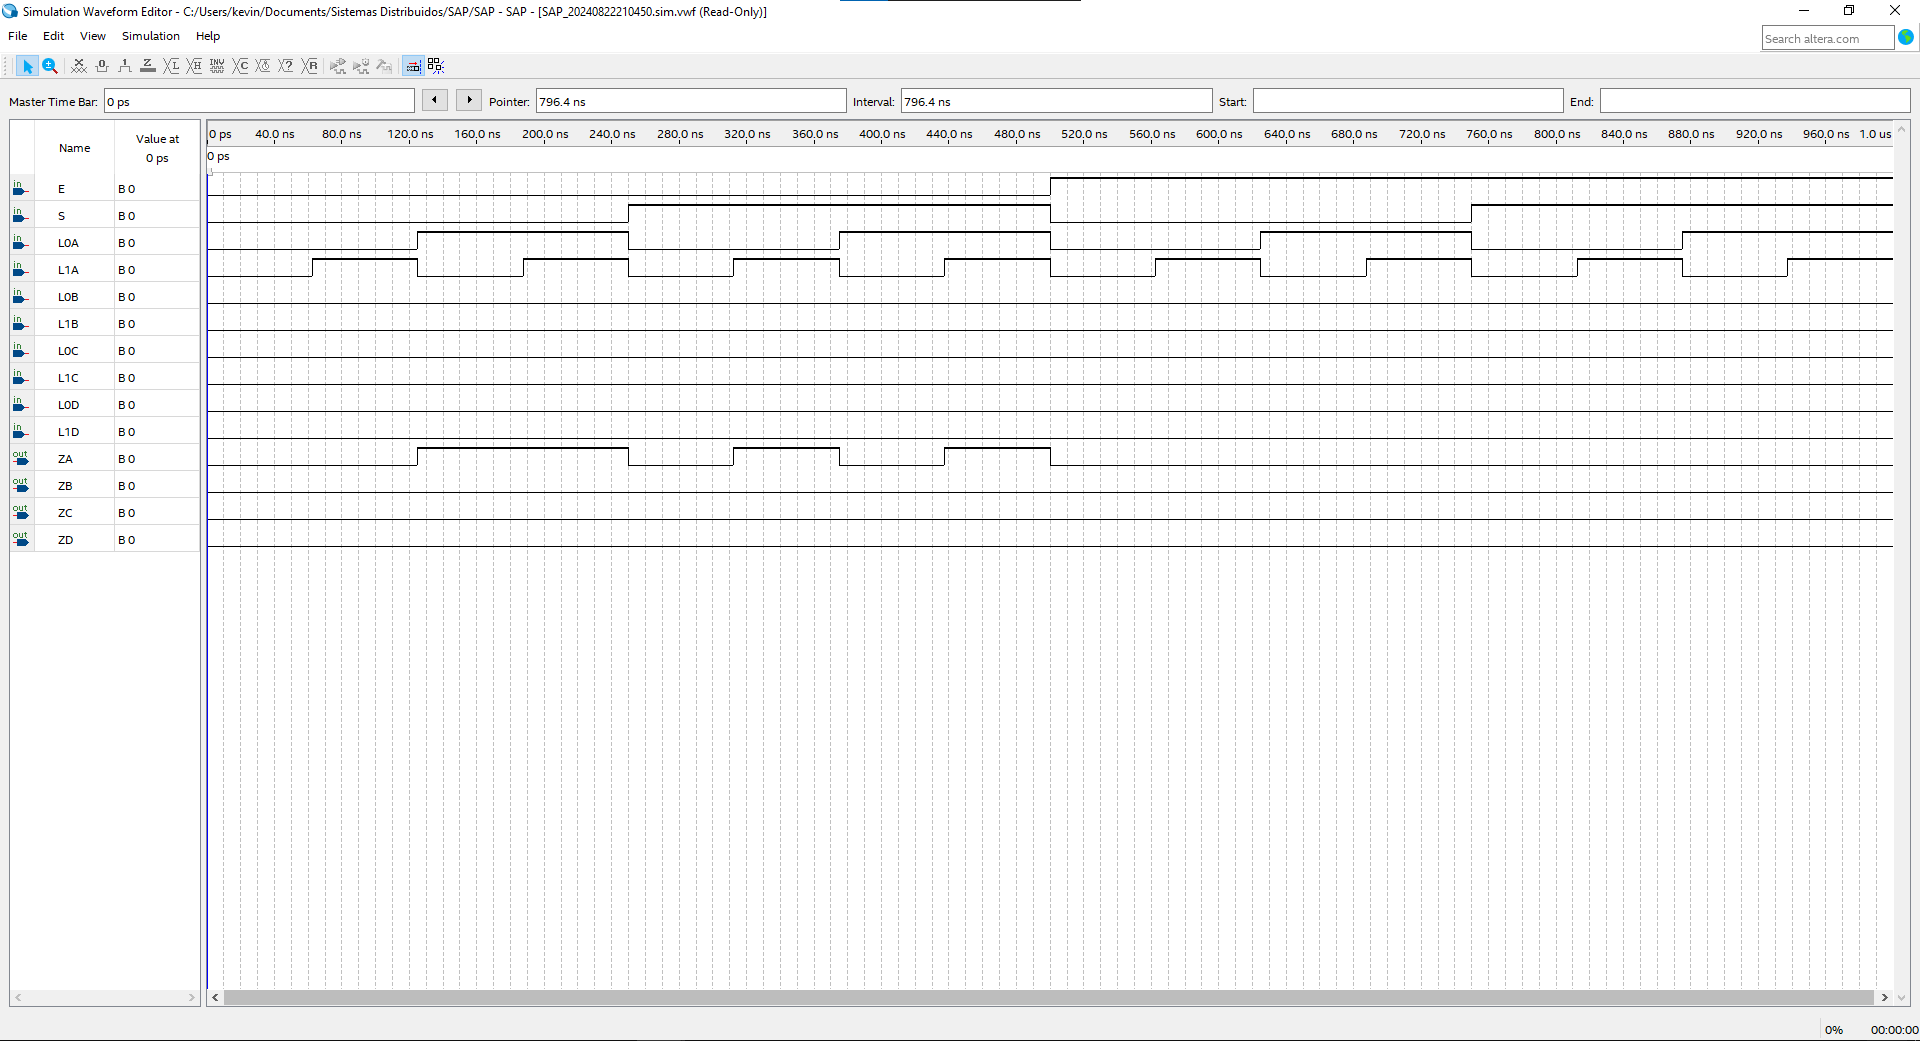 Simulation Waveform Editor - C:/Users/kevin/Documents/Sistemas Distribuidos/SAP/SAP - SAP - [SAP_20240822210450.sim.vwf (Read-Only)]
File Edit View Simulation Help
Search altera.com
Master Time Bar: 0 ps Pointer: 796.4 ns Interval: 796.4 ns Start: End:
Name Value at 0 ps
0 ps 40.0 ns 80.0 ns 120.0 ns 160.0 ns 200.0 ns 240.0 ns 280.0 ns 320.0 ns 360.0 ns 400.0 ns 440.0 ns 480.0 ns 520.0 ns 560.0 ns 600.0 ns 640.0 ns 680.0 ns 720.0 ns 760.0 ns 800.0 ns 840.0 ns 880.0 ns 920.0 ns 960.0 ns 1.0 us
0 ps
in E B 0
in S B 0
in L0A B 0
in L1A B 0
in L0B B 0
in L1B B 0
in L0C B 0
in L1C B 0
in L0D B 0
in L1D B 0
out ZA B 0
out ZB B 0
out ZC B 0
out ZD B 0
0% 00:00:00